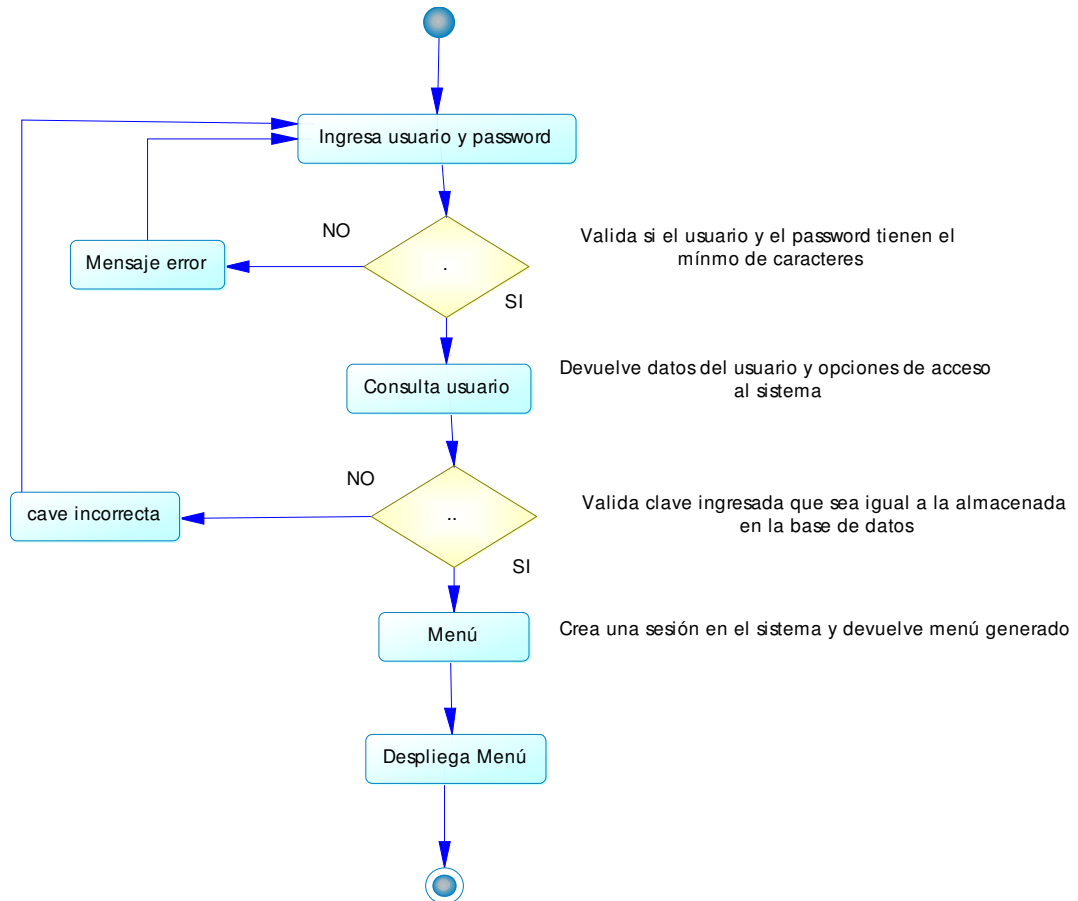 Ingresa usuario y password
NO
Valida si el usuario y el password tienen el
mínmo de caracteres
Mensaje error
.
SI
Devuelve datos del usuario y opciones de acceso
al sistema
Consulta usuario
NO
Valida clave ingresada que sea igual a la almacenada
en la base de datos
cave incorrecta
..
SI
Menú
Crea una sesión en el sistema y devuelve menú generado
Despliega Menú